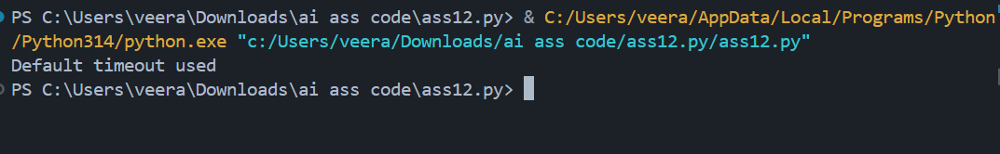 PS C:\Users\veera\Downloads\ai ass code\ass12.py> & C:/Users/veera/AppData/Local/Programs/Python
/Python314/python.exe "c:/Users/veera/Downloads/ai ass code/ass12.py/ass12.py"
Default timeout used
PS C:\Users\veera\Downloads\ai ass code\ass12.py>